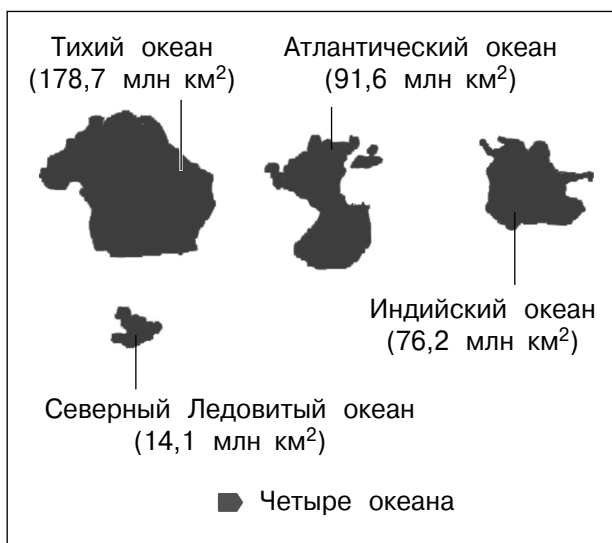 Тихий океан
(178,7 млн км²)
Атлантический океан
(91,6 млн км²)
Индийский океан
(76,2 млн км²)
Северный Ледовитый океан
(14,1 млн км²)
Четыре океана